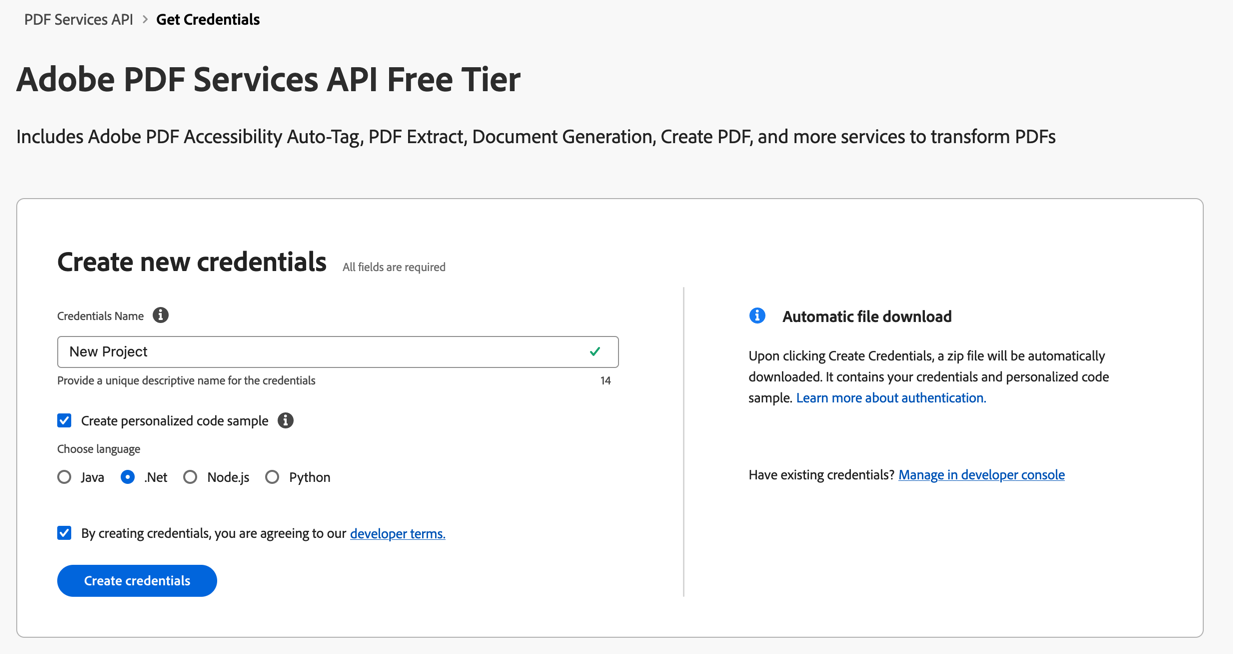 PDF Services API > Get Credentials
Adobe PDF Services API Free Tier
Includes Adobe PDF Accessibility Auto-Tag, PDF Extract, Document Generation, Create PDF, and more services to transform PDFs
Create new credentials All fields are required
Credentials Name
New Project
Provide a unique descriptive name for the credentials 14
Create personalized code sample
Choose language
Java .Net Node.js Python
By creating credentials, you are agreeing to our developer terms.
Create credentials
Automatic file download
Upon clicking Create Credentials, a zip file will be automatically
downloaded. It contains your credentials and personalized code
sample. Learn more about authentication.
Have existing credentials? Manage in developer console